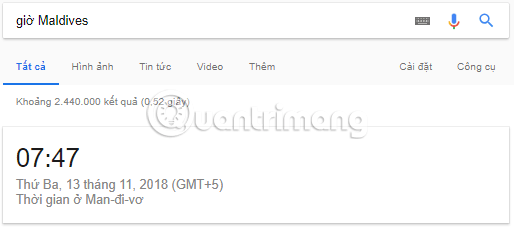 giờ Maldives
Tất cả Hình ảnh Tin tức Video Thêm Cài đặt Công cụ
Khoảng 2.440.000 kết quả (0.52 giây)
Quantrimang
07:47
Thứ Ba, 13 tháng 11, 2018 (GMT+5)
Thời gian ở Man-đi-vơ